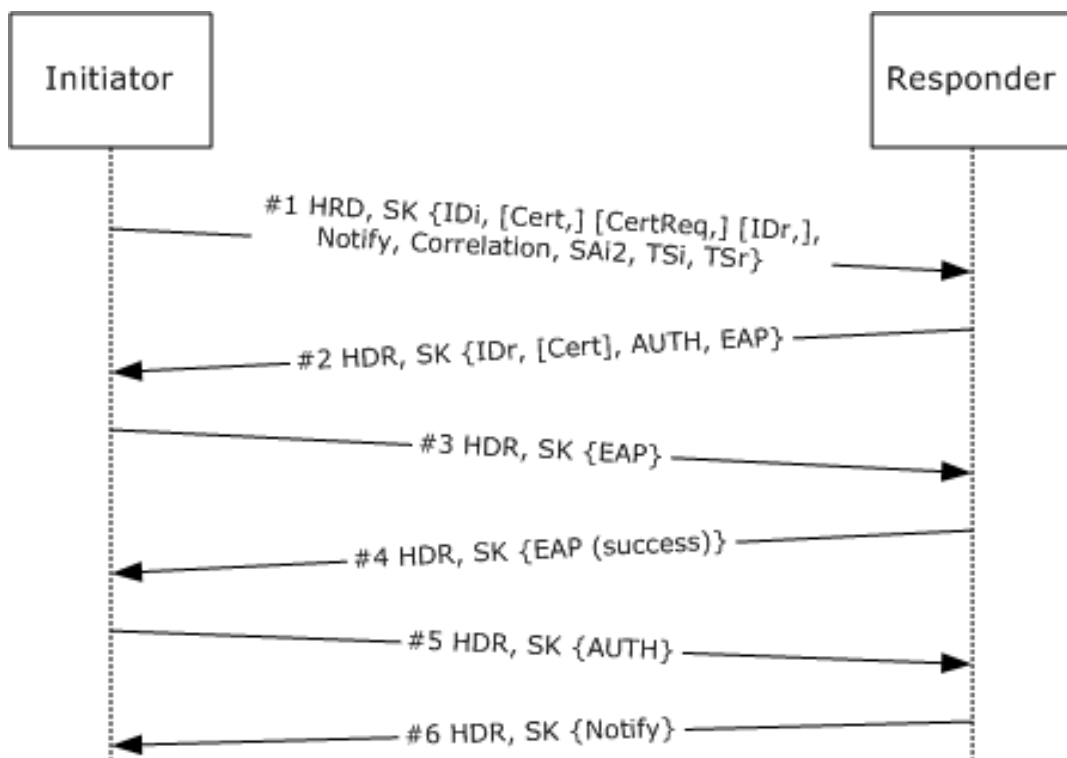 Initiator
Responder
#1 HRD, SK {IDi, [Cert,] [CertReq,] [IDr,],
Notify, Correlation, SAi2, TSi, TSr}
#2 HDR, SK {IDr, [Cert], AUTH, EAP}
#3 HDR, SK {EAP}
#4 HDR, SK {EAP (success)}
#5 HDR, SK {AUTH}
#6 HDR, SK {Notify}